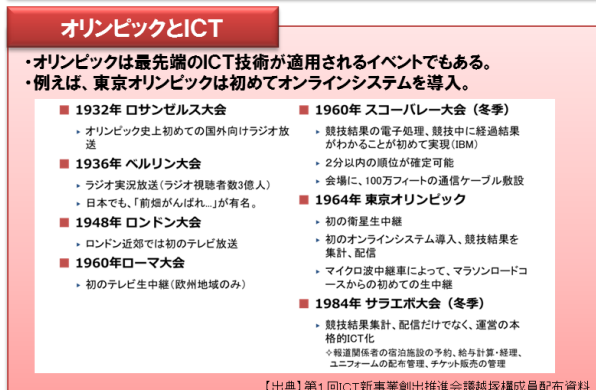 オリンピックとICT
・オリンピックは最先端のICT技術が適用されるイベントでもある。
・例えば、東京オリンピックは初めてオンラインシステムを導入。
■ 1932年 ロサンゼルス大会
▸ オリンピック史上初めての国外向けラジオ放
送
■ 1936年 ベルリン大会
▸ ラジオ実況放送(ラジオ視聴者数3億人)
▸ 日本でも、「前畑がんばれ…」が有名。
■ 1948年 ロンドン大会
▸ ロンドン近郊では初のテレビ放送
■ 1960年ローマ大会
▸ 初のテレビ生中継(欧州地域のみ)
■ 1960年 スコーバレー大会(冬季)
▸ 競技結果の電子処理、競技中に経過結果
がわかることが初めて実現(IBM)
▸ 2分以内の順位が確定可能
▸ 会場に、100万フィートの通信ケーブル敷設
■ 1964年 東京オリンピック
▸ 初の衛星生中継
▸ 初のオンラインシステム導入、競技結果を
集計、配信
▸ マイクロ波中継車によって、マラソンロードコ
ースからの初めての生中継
■ 1984年 サラエボ大会(冬季)
▸ 競技結果集計、配信だけでなく、運営の本
格的ICT化
※報道関係者の宿泊施設の予約、給与計算・経理、
ユニフォームの配布管理、チケット販売の管理
【出典】第1回ICT新事業創出推進会議越塚構成員配布資料